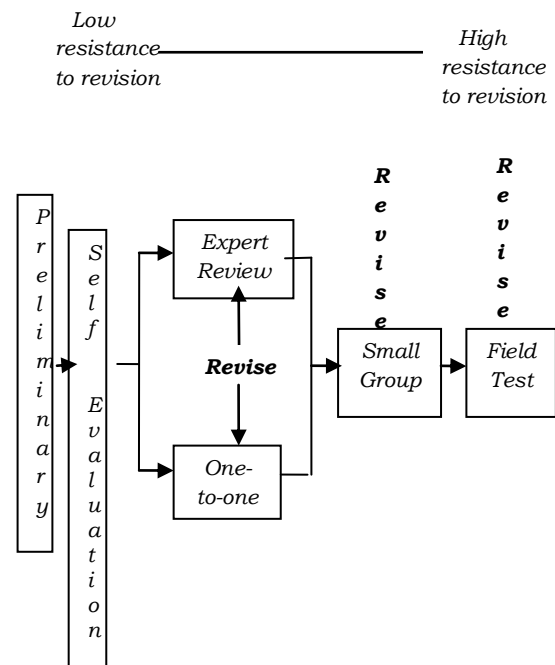 Low
resistance
to revision
High
resistance
to revision
Preliminary
Self Evaluation
Expert
Review
Revise
One-
to-one
Revise
Small
Group
Revise
Field
Test